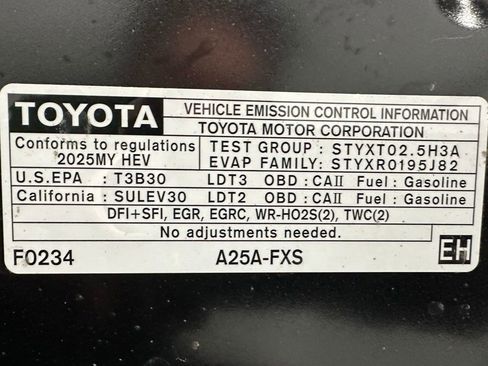 TOYOTA VEHICLE EMISSION CONTROL INFORMATION
TOYOTA MOTOR CORPORATION
Conforms to regulations
2025MY HEV
TEST GROUP : STYXT02.5H3A
EVAP FAMILY: STYXR0195J82
U.S.EPA : T3B30 LDT3 OBD : CAII Fuel : Gasoline
California : SULEV30 LDT2 OBD : CAII Fuel : Gasoline
DFI+SFI, EGR, EGRC, WR-HO2S(2), TWC(2)
No adjustments needed.
F0234 A25A-FXS EH